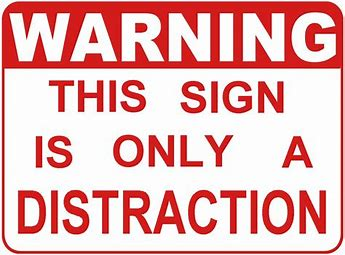 WARNING
THIS SIGN
IS ONLY A
DISTRACTION